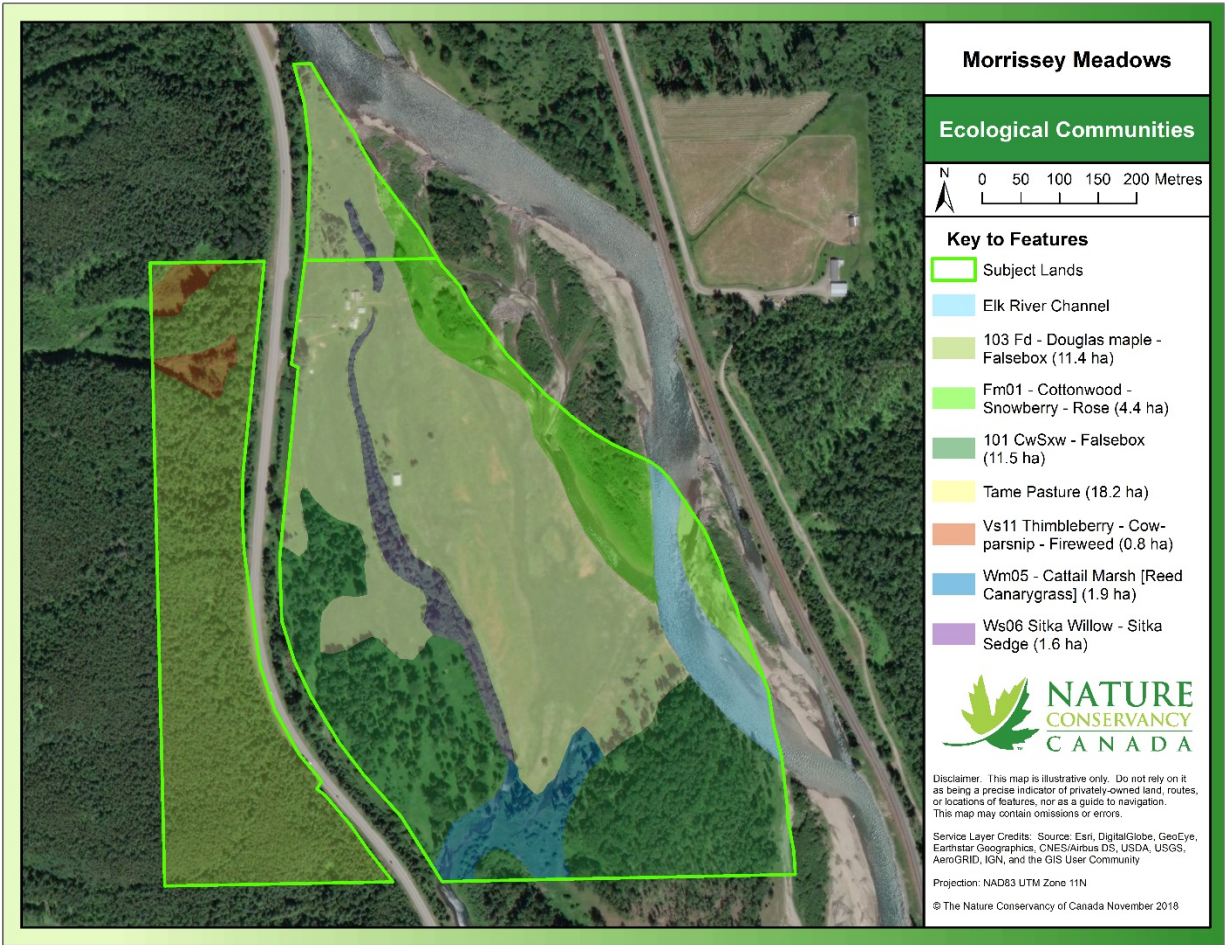 Morrissey Meadows
Ecological Communities
N
0 50 100 150 200 Metres
Key to Features
Subject Lands
Elk River Channel
103 Fd - Douglas maple -
Falsebox (11.4 ha)
Fm01 - Cottonwood -
Snowberry - Rose (4.4 ha)
101 CwSxw - Falsebox
(11.5 ha)
Tame Pasture (18.2 ha)
Vs11 Thimbleberry - Cow-
parsnip - Fireweed (0.8 ha)
Wm05 - Cattail Marsh [Reed
Canarygrass] (1.9 ha)
Ws06 Sitka Willow - Sitka
Sedge (1.6 ha)
NATURE
CONSERVANCY
CANADA
TM
Disclaimer. This map is illustrative only. Do not rely on it
as being a precise indicator of privately-owned land, routes,
or locations of features, nor as a guide to navigation.
This map may contain omissions or errors.
Service Layer Credits: Source: Esri, DigitalGlobe, GeoEye,
Earthstar Geographics, CNES/Airbus DS, USDA, USGS,
AeroGRID, IGN, and the GIS User Community
Projection: NAD83 UTM Zone 11N
© The Nature Conservancy of Canada November 2018